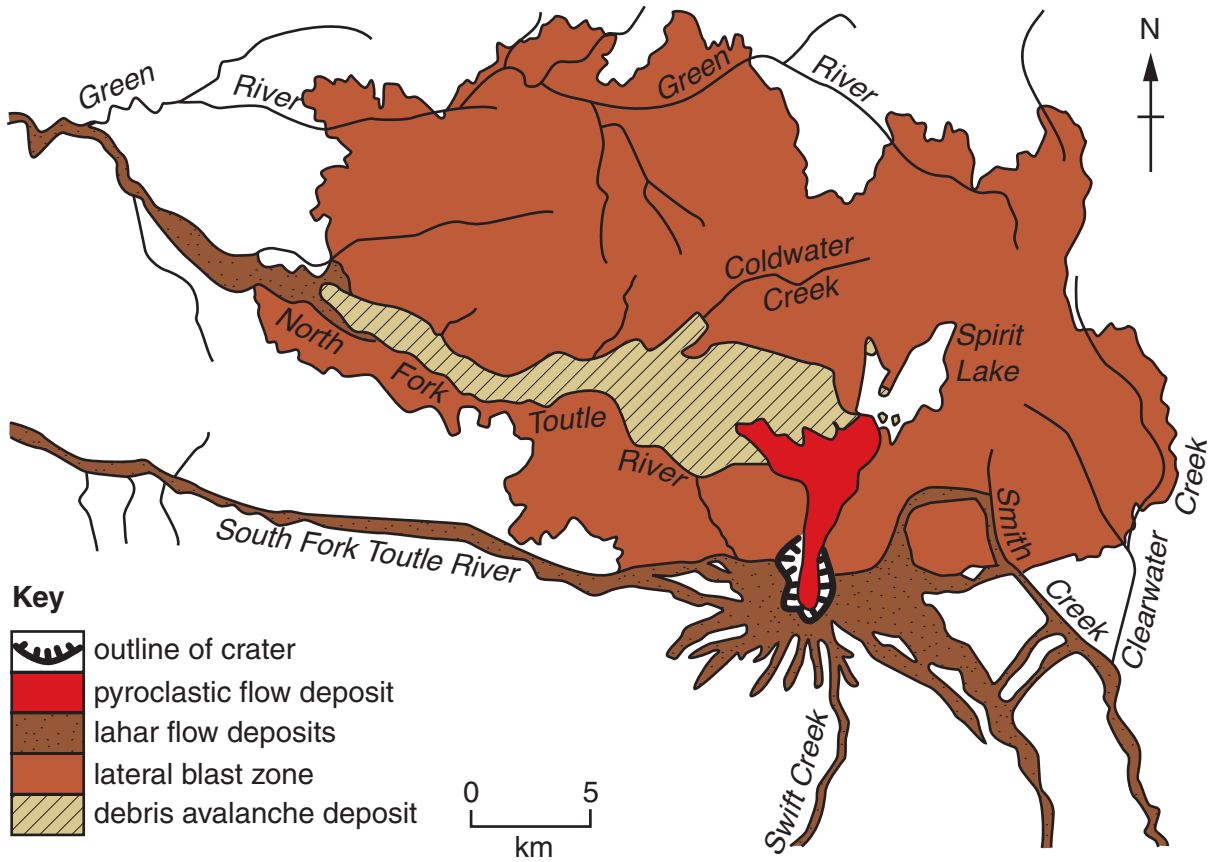 N
Green
River
Green
River
Coldwater
Creek
Spirit
Lake
North
Fork
Toutle
River
South Fork Toutle River
Smith
Creek
Clearwater
Creek
Swift Creek
Key
outline of crater
pyroclastic flow deposit
lahar flow deposits
lateral blast zone
debris avalanche deposit
0 5
km